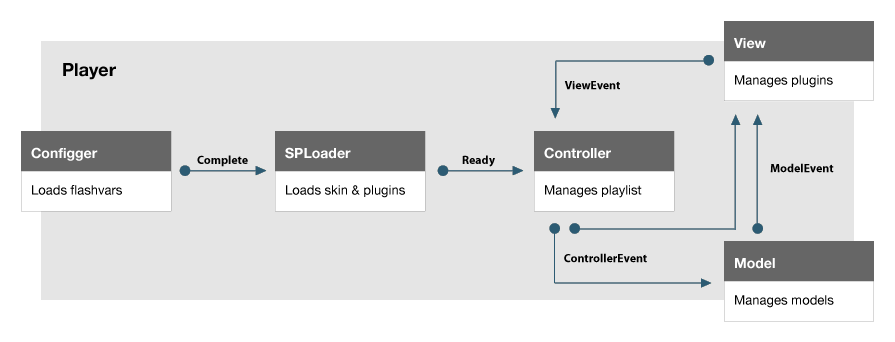 View
Manages plugins
Player
ViewEvent
Configger
Loads flashvars
Complete
SPLoader
Loads skin & plugins
Ready
Controller
Manages playlist
ModelEvent
ControllerEvent
Model
Manages models